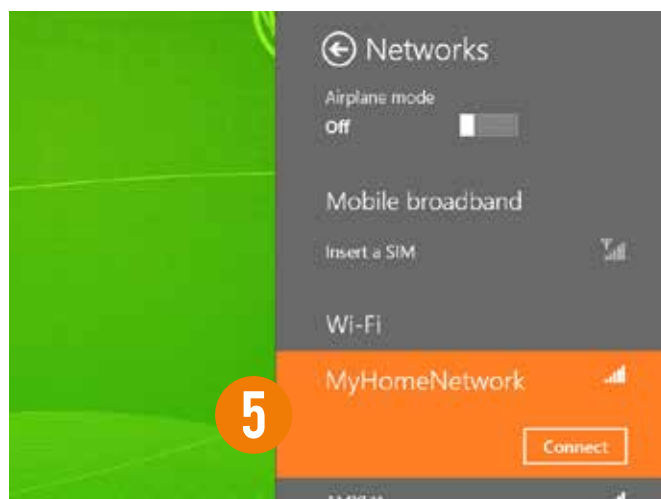 Networks
Airplane mode
Off
Mobile broadband
Insert a SIM
Wi-Fi
MyHomeNetwork
5
Connect